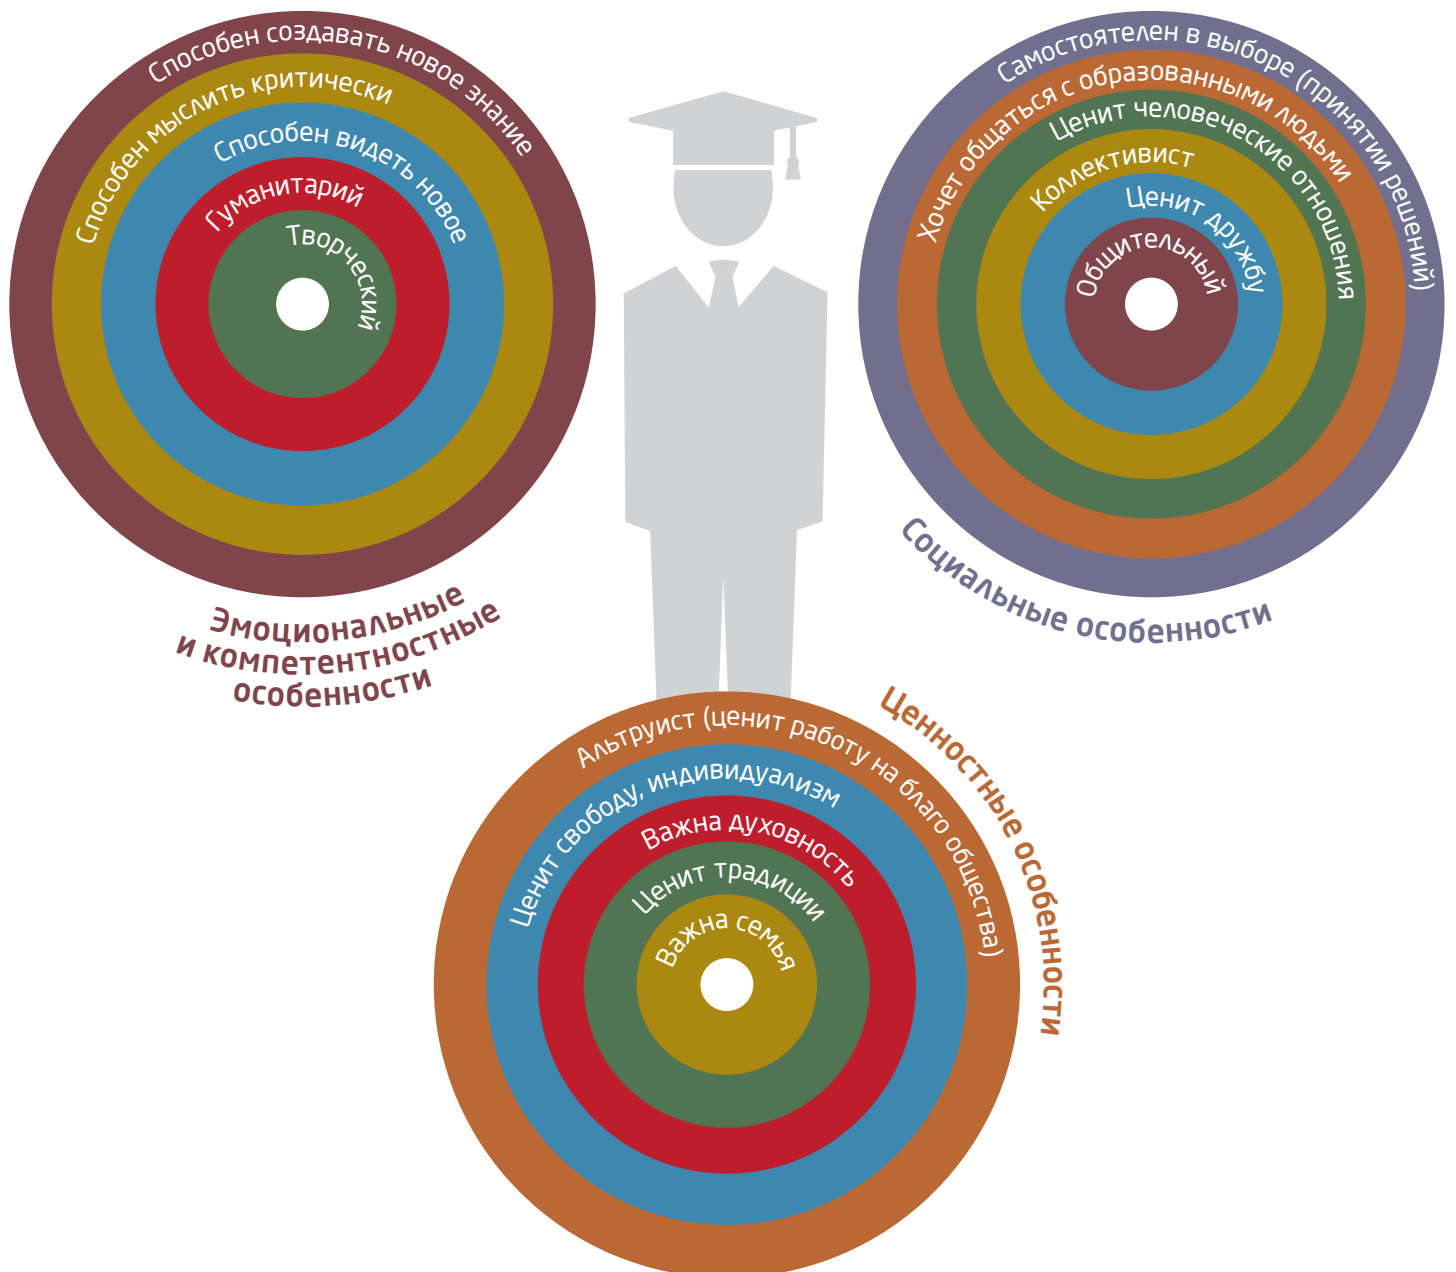 Способен создавать новое знание
Способен мыслить критически
Способен видеть новое
Гуманитарий
Творческий
Эмоциональные
и компетентностные
особенности
Самостоятелен в выборе (принятии решений)
Хочет общаться с образованными людьми
Ценит человеческие отношения
Коллективист
Ценит дружбу
Общительный
Социальные особенности
Альтруист (ценит работу на благо общества)
Ценит свободу, индивидуализм
Важна духовность
Ценит традиции
Важна семья
Ценностные особенности